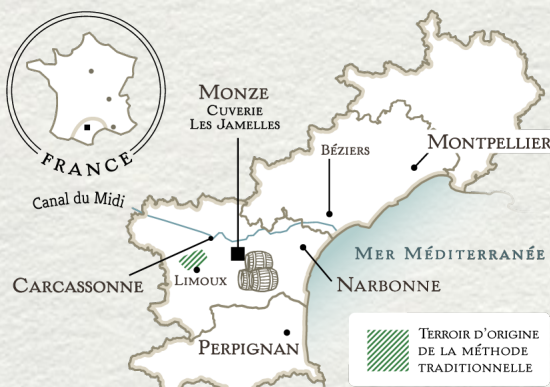 FRANCE
MONZE
CUVERIE
LES JAMELLES
BÉZIERS
MONTPELLIER
Canal du Midi
MER MÉDITERRANÉE
CARCASSONNE
LIMOUX
NARBONNE
PERPIGNAN
TERROIR D'ORIGINE
DE LA MÉTHODE
TRADITIONNELLE